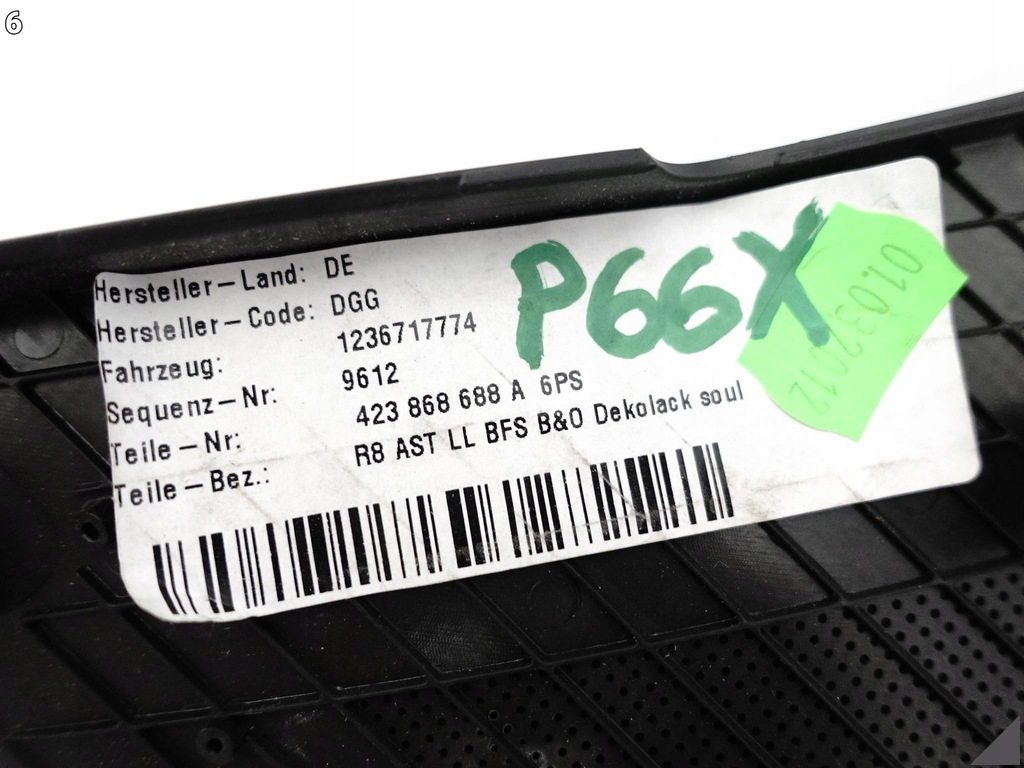 6
Hersteller-Land: DE
Hersteller-Code: DGG
Fahrzeug: 1236717774
Sequenz-Nr: 9612
Teile-Nr: 423 868 688 A 6PS
Teile-Bez.: R8 AST LL BFS B&O Dekolack soul
P66X
01.03.2012